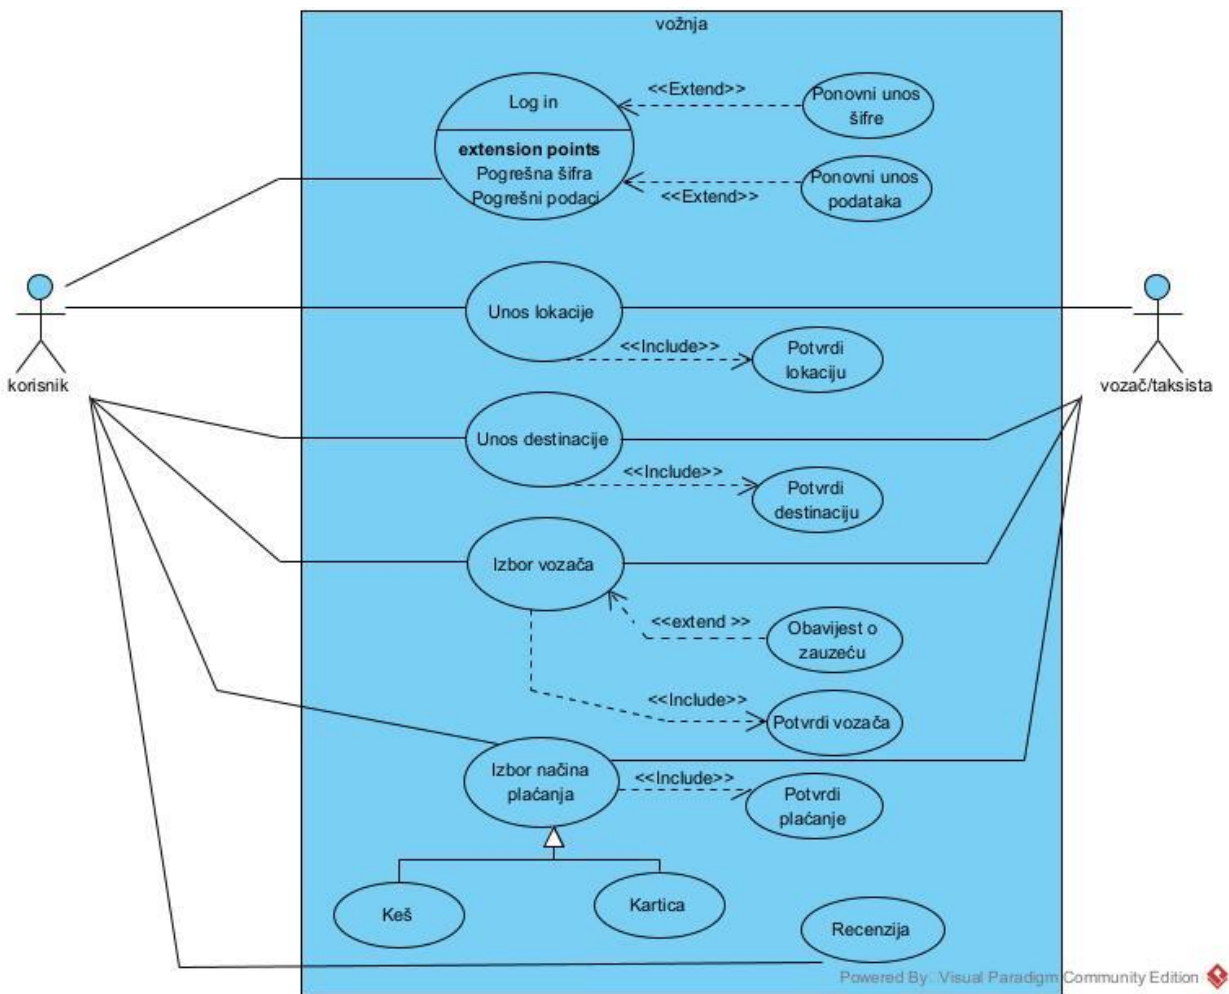 vožnja
Log in
extension points
Pogrešna šifra
Pogrešni podaci
<<Extend>>
Ponovni unos
šifre
<<Extend>>
Ponovni unos
podataka
korisnik
Unos lokacije
<<Include>>
Potvrdi
lokaciju
vozač/taksista
Unos destinacije
<<Include>>
Potvrdi
destinaciju
Izbor vozača
<<extend >>
Obavijest o
zauzeću
<<Include>>
Potvrdi vozača
Izbor načina
plaćanja
<<Include>>
Potvrdi
plaćanje
Keš
Kartica
Recenzija
Powered By: Visual Paradigm Community Edition